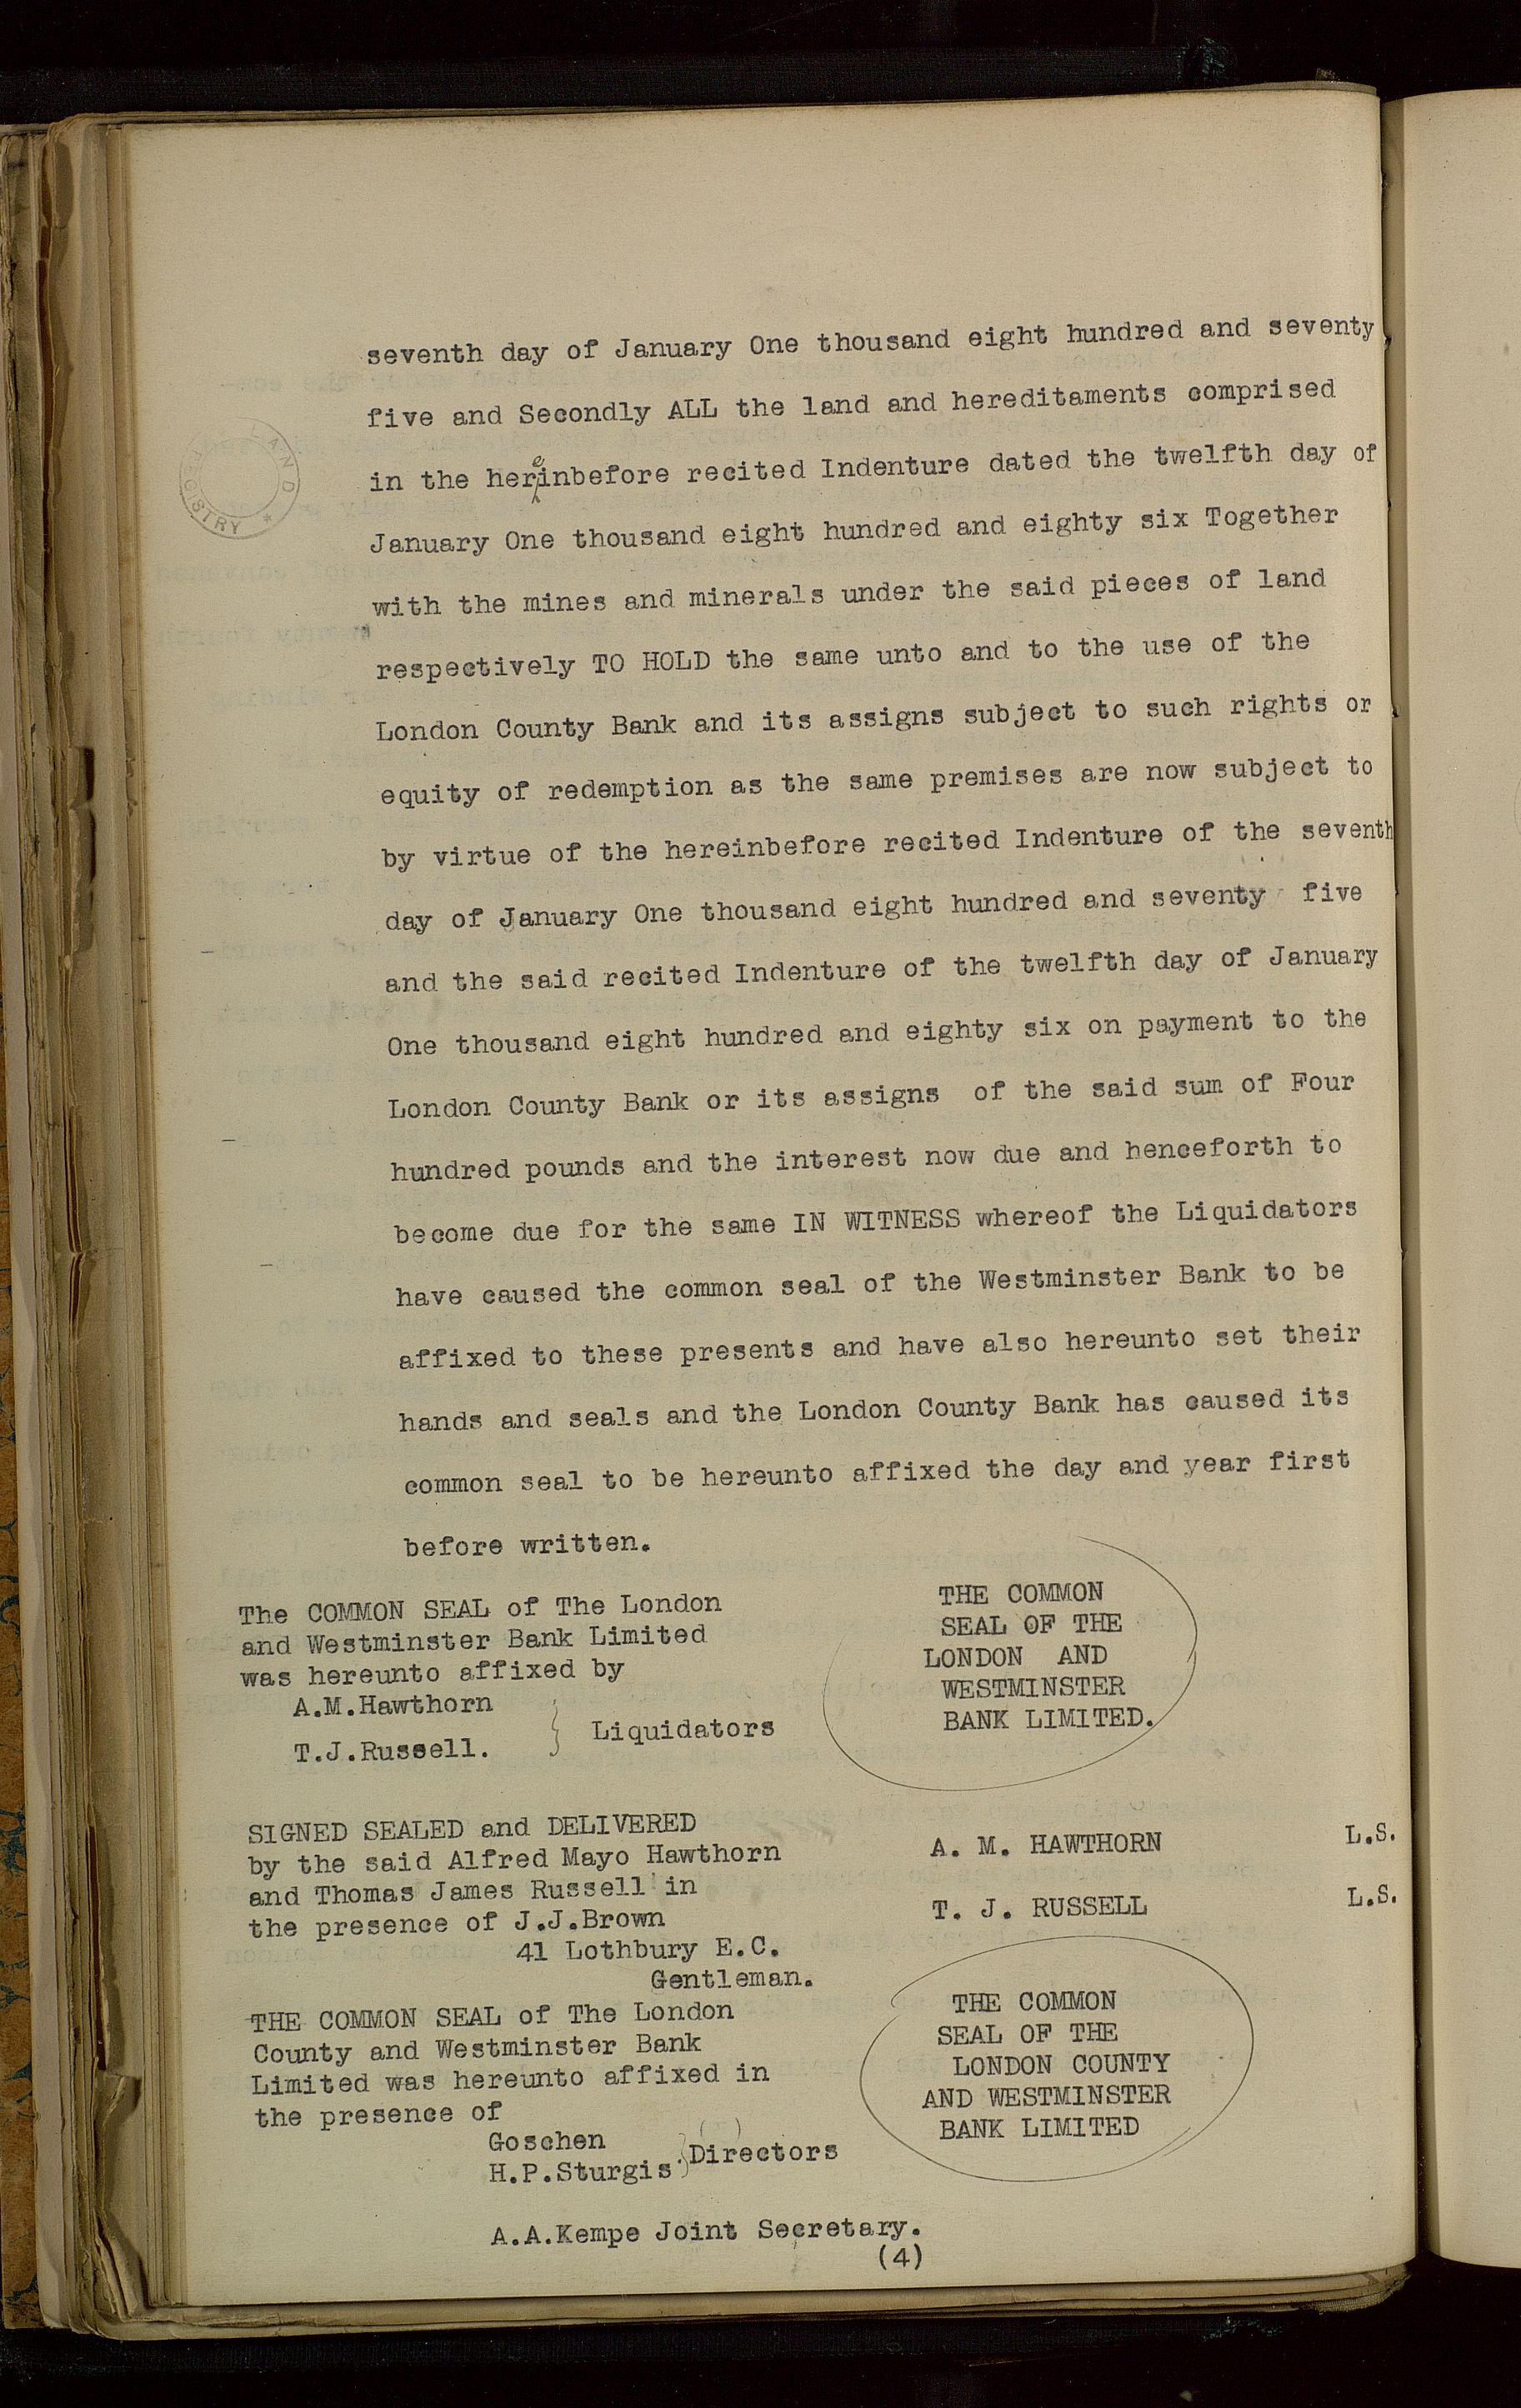 seventh day of January One thousand eight hundred and seventy
five and Secondly ALL the land and hereditaments comprised
in the hereinbefore recited Indenture dated the twelfth day of
January One thousand eight hundred and eighty six Together
with the mines and minerals under the said pieces of land
respectively TO HOLD the same unto and to the use of the
London County Bank and its assigns subject to such rights or
equity of redemption as the same premises are now subject to
by virtue of the hereinbefore recited Indenture of the seventh
day of January One thousand eight hundred and seventy five
and the said recited Indenture of the twelfth day of January
One thousand eight hundred and eighty six on payment to the
London County Bank or its assigns of the said sum of Four
hundred pounds and the interest now due and henceforth to
become due for the same IN WITNESS whereof the Liquidators
have caused the common seal of the Westminster Bank to be
affixed to these presents and have also hereunto set their
hands and seals and the London County Bank has caused its
common seal to be hereunto affixed the day and year first
before written.
The COMMON SEAL of The London
and Westminster Bank Limited
was hereunto affixed by
A.M.Hawthorn
T.J.Russell.
Liquidators
THE COMMON
SEAL OF THE
LONDON AND
WESTMINSTER
BANK LIMITED.
SIGNED SEALED and DELIVERED
by the said Alfred Mayo Hawthorn
and Thomas James Russell in
the presence of J.J.Brown
41 Lothbury E.C.
Gentleman.
A. M. HAWTHORN L.S.
T. J. RUSSELL L.S.
THE COMMON SEAL of The London
County and Westminster Bank
Limited was hereunto affixed in
the presence of
Goschen
H.P.Sturgis
Directors
THE COMMON
SEAL OF THE
LONDON COUNTY
AND WESTMINSTER
BANK LIMITED
A.A.Kempe Joint Secretary.
(4)
LAND REGISTRY